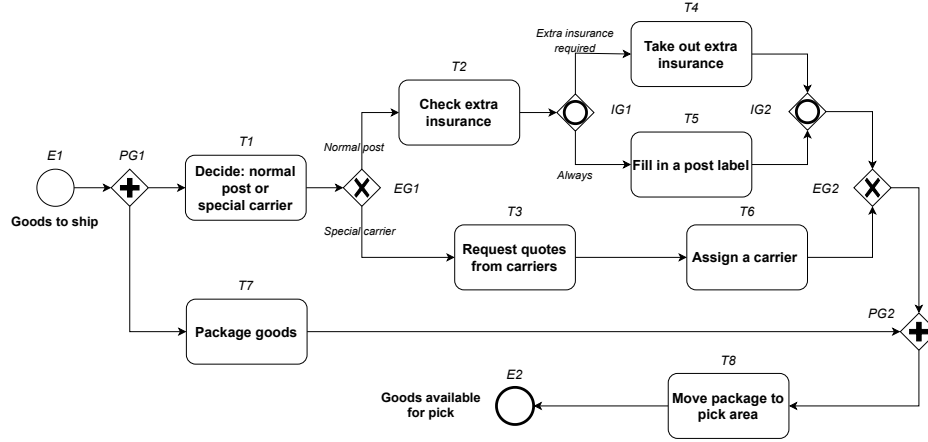 T4
Extra insurance
required
Take out extra
insurance
T2
Check extra
insurance
IG1
IG2
T5
Fill in a post label
Always
Normal post
E1
PG1
T1
Decide: normal
post or
special carrier
EG1
EG2
Goods to ship
Special carrier
T3
Request quotes
from carriers
T6
Assign a carrier
T7
Package goods
PG2
E2
Goods available
for pick
T8
Move package to
pick area